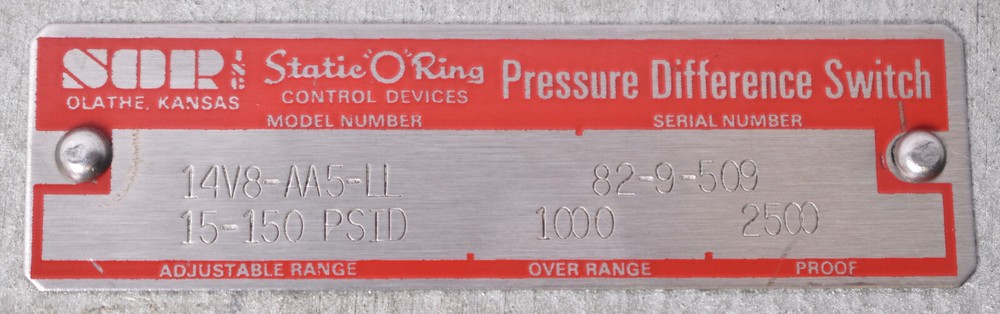 SOR INC Static "O" Ring Pressure Difference Switch
OLATHE, KANSAS CONTROL DEVICES
MODEL NUMBER SERIAL NUMBER
14V8-AA5-LL 82-9-509
15-150 PSID 1000 2500
ADJUSTABLE RANGE OVER RANGE PROOF